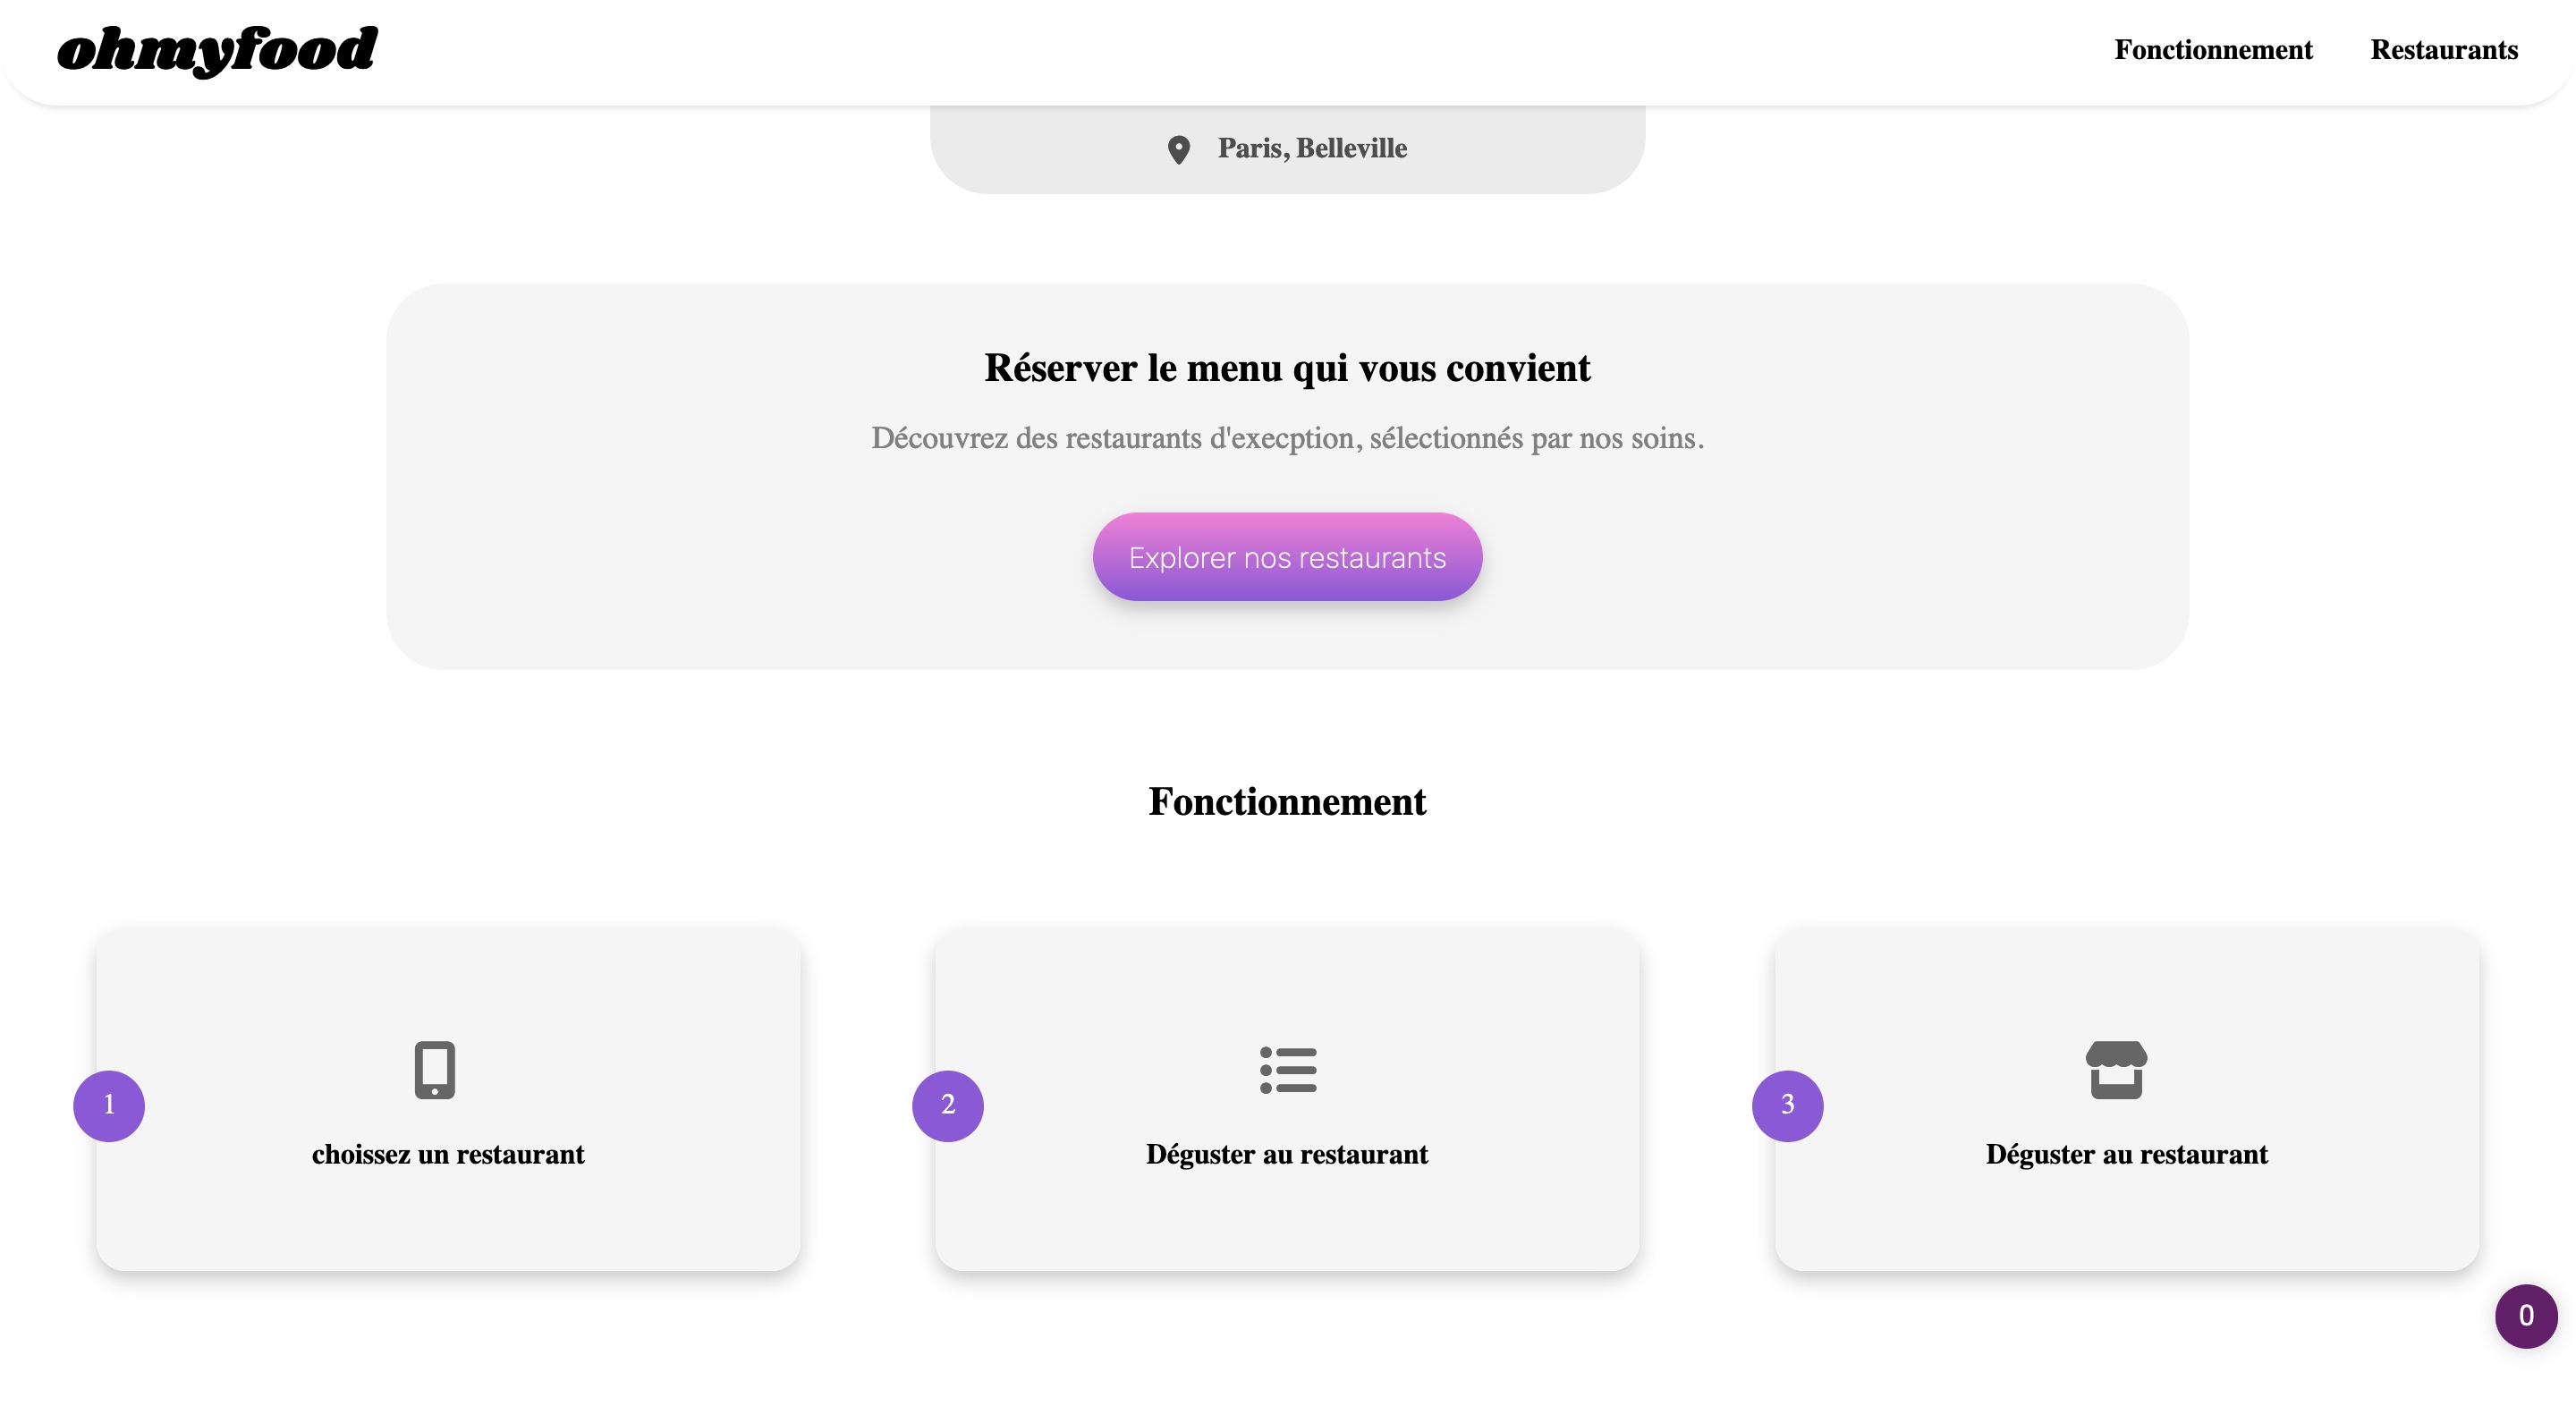 ohmyfood
Fonctionnement
Restaurants
Paris, Belleville
Réserver le menu qui vous convient
Découvrez des restaurants d'execption, sélectionnés par nos soins.
Explorer nos restaurants
Fonctionnement
1
choissez un restaurant
2
Déguster au restaurant
3
Déguster au restaurant
0